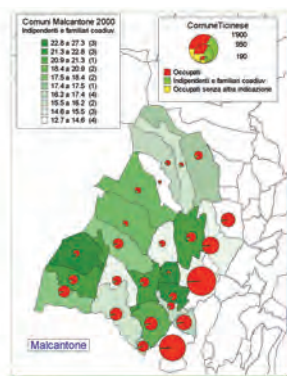 Comuni Malcantone 2000
Indipendenti e familiari coadiuv
22.8 a 27.3 (3)
21.3 a 22.8 (3)
20.9 a 21.3 (1)
18.4 a 20.9 (2)
17.5 a 18.4 (2)
17.4 a 17.5 (1)
16.2 a 17.4 (4)
15.5 a 16.2 (2)
14.6 a 15.5 (3)
12.7 a 14.6 (4)
ComuneTicinese
1900
950
190
Occupati
Indipendenti e familiari coadiuv
Occupati senza altra indicazione
Malcantone